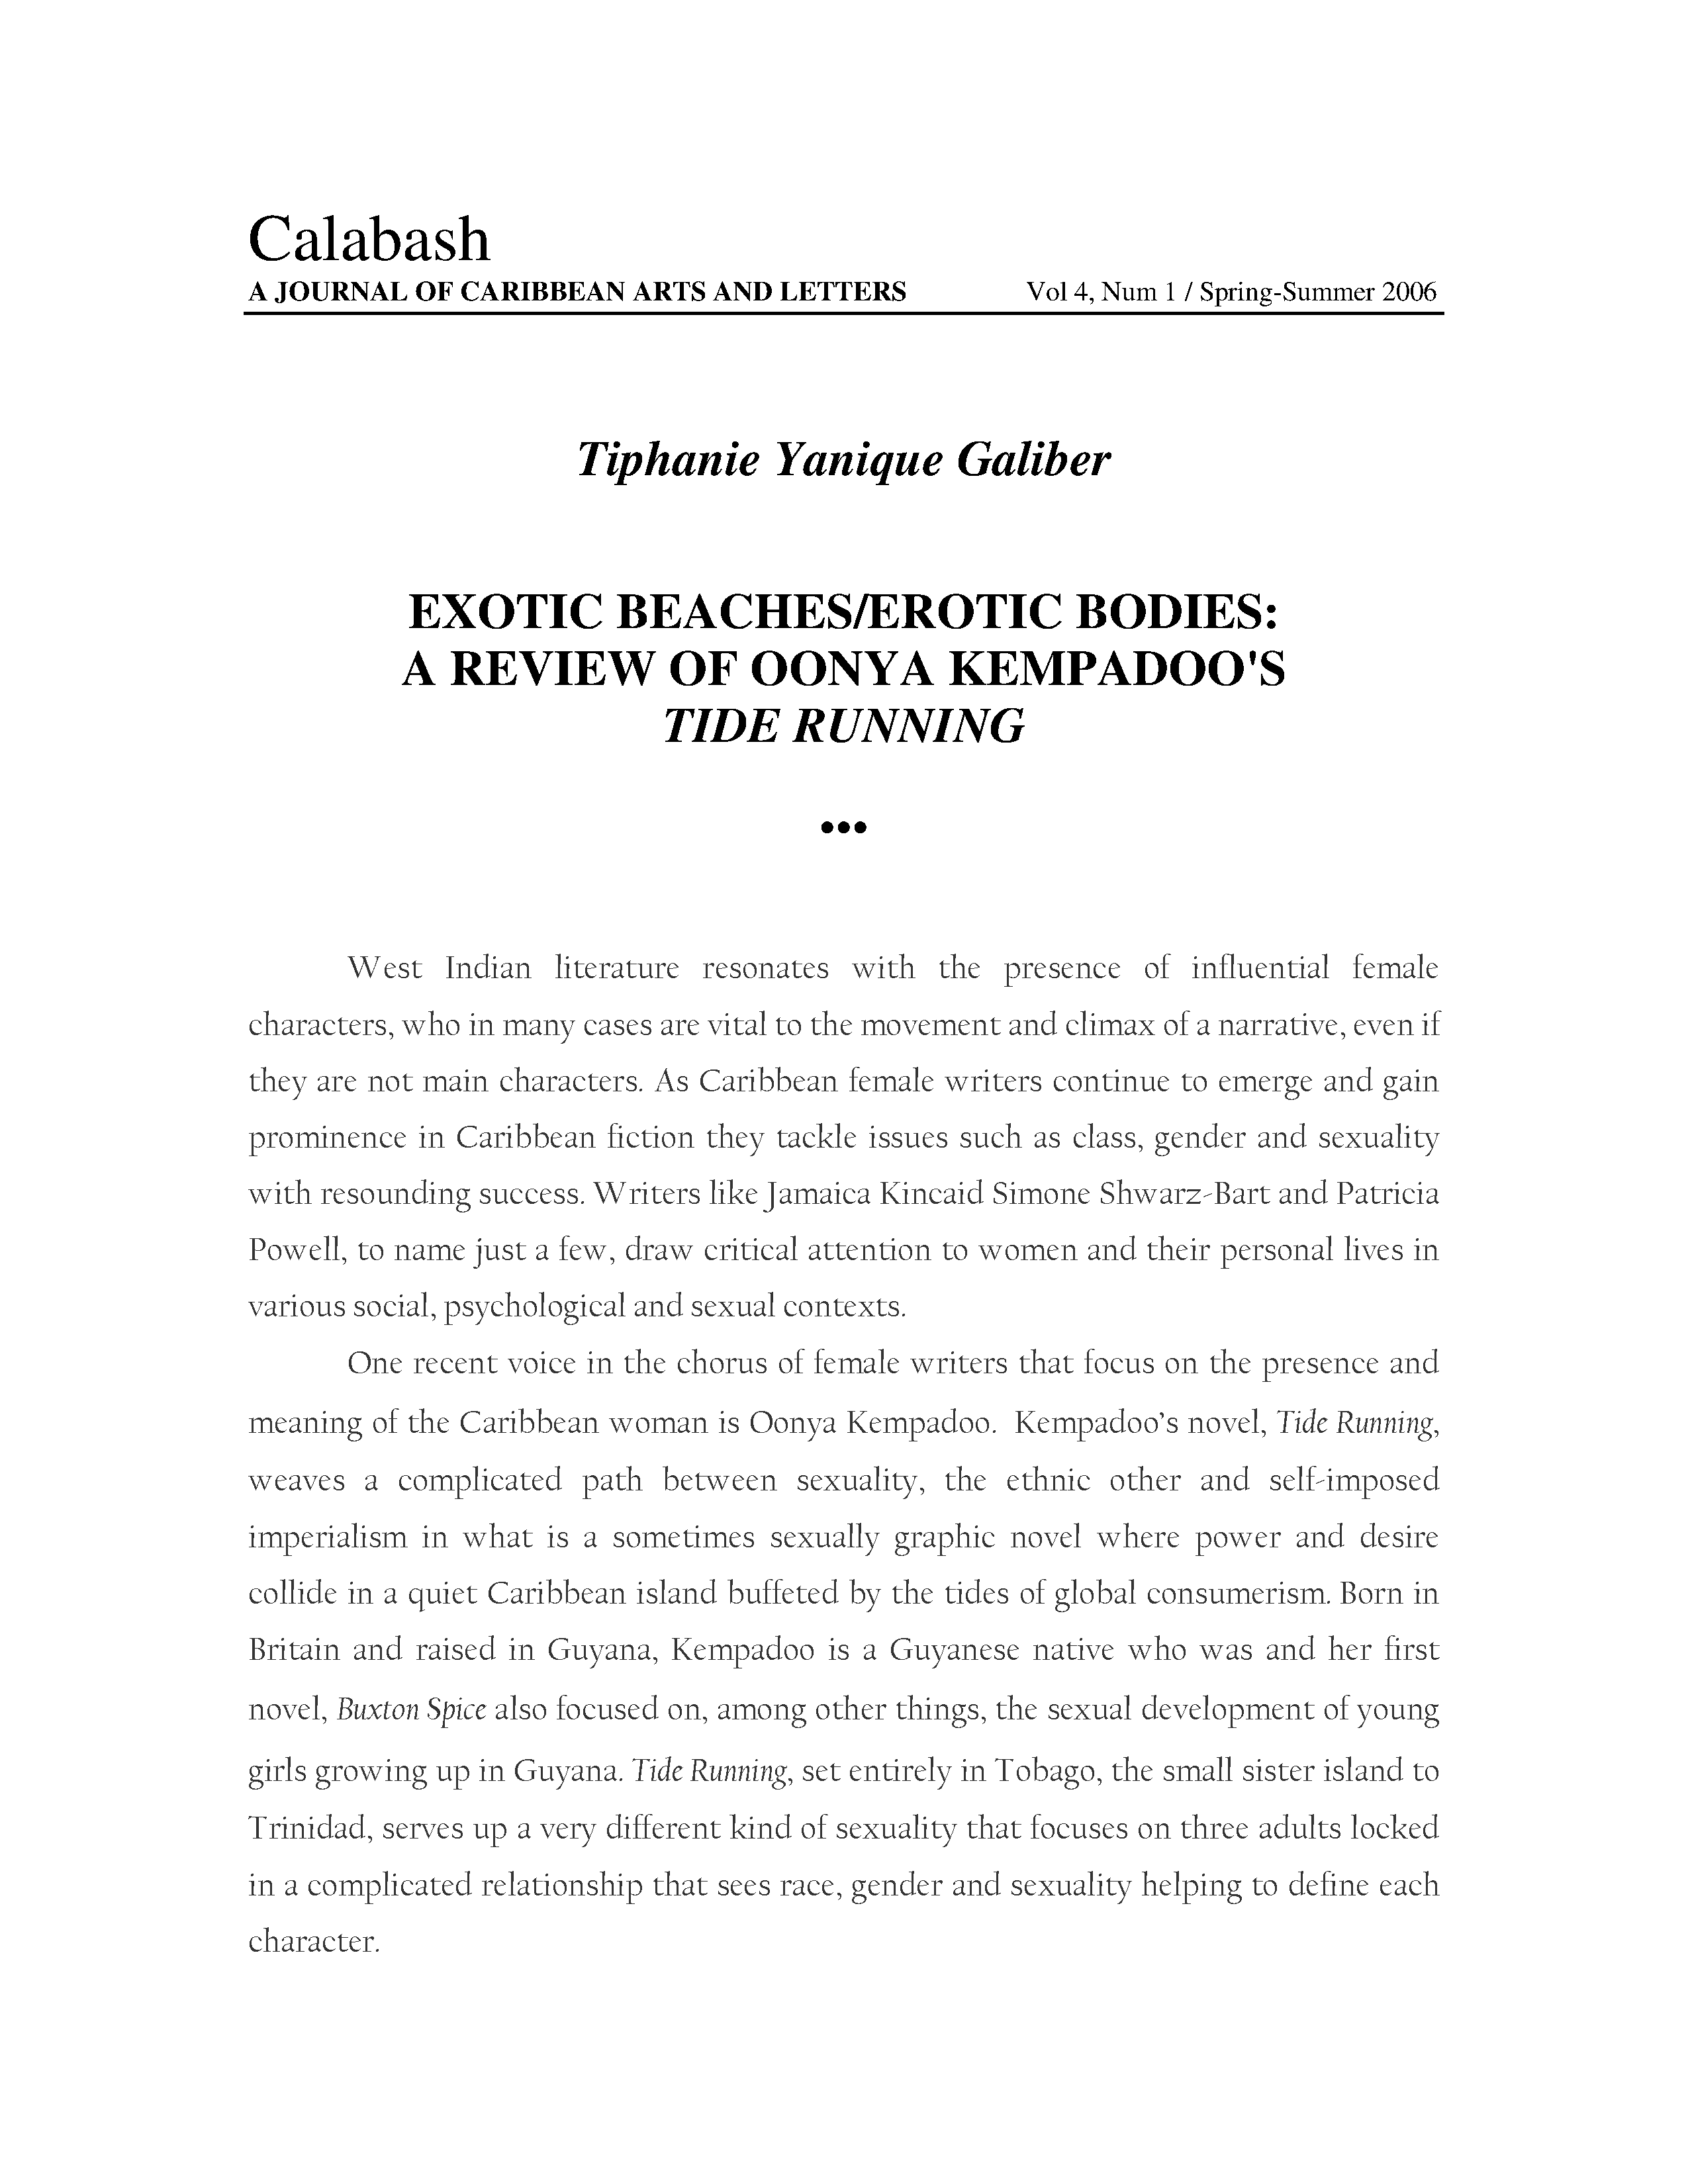 Calabash
A JOURNAL OF CARIBBEAN ARTS AND LETTERS Vol 4, Num 1 / Spring-Summer 2006
Tiphanie Yanique Galiber
EXOTIC BEACHES/EROTIC BODIES:
A REVIEW OF OONYA KEMPADOO'S
TIDE RUNNING
•••
West Indian literature resonates with the presence of influential female
characters, who in many cases are vital to the movement and climax of a narrative, even if
they are not main characters. As Caribbean female writers continue to emerge and gain
prominence in Caribbean fiction they tackle issues such as class, gender and sexuality
with resounding success. Writers like Jamaica Kincaid Simone Shwarz-Bart and Patricia
Powell, to name just a few, draw critical attention to women and their personal lives in
various social, psychological and sexual contexts.
One recent voice in the chorus of female writers that focus on the presence and
meaning of the Caribbean woman is Oonya Kempadoo. Kempadoo's novel, Tide Running,
weaves a complicated path between sexuality, the ethnic other and self-imposed
imperialism in what is a sometimes sexually graphic novel where power and desire
collide in a quiet Caribbean island buffeted by the tides of global consumerism. Born in
Britain and raised in Guyana, Kempadoo is a Guyanese native who was and her first
novel, Buxton Spice also focused on, among other things, the sexual development of young
girls growing up in Guyana. Tide Running, set entirely in Tobago, the small sister island to
Trinidad, serves up a very different kind of sexuality that focuses on three adults locked
in a complicated relationship that sees race, gender and sexuality helping to define each
character.